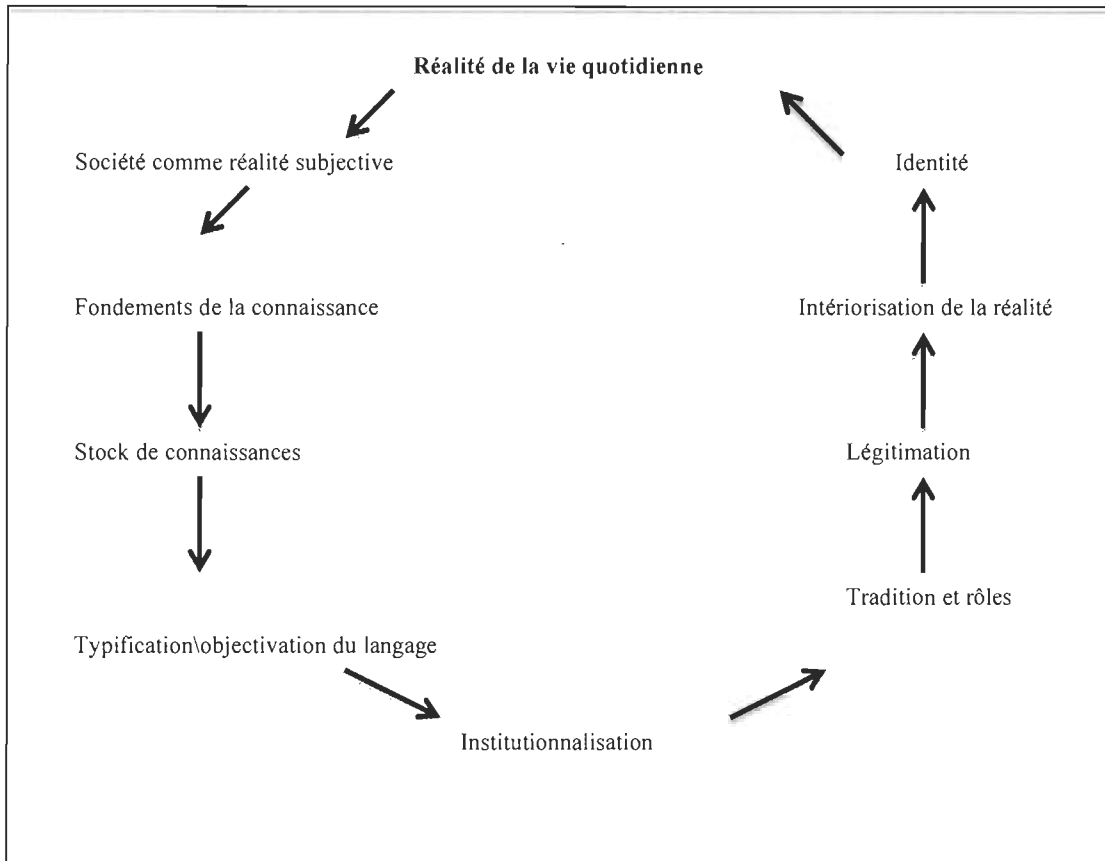 Réalité de la vie quotidienne
Société comme réalité subjective
Identité
Fondements de la connaissance
Intériorisation de la réalité
Stock de connaissances
Légitimation
Tradition et rôles
Typification\objectivation du langage
Institutionnalisation